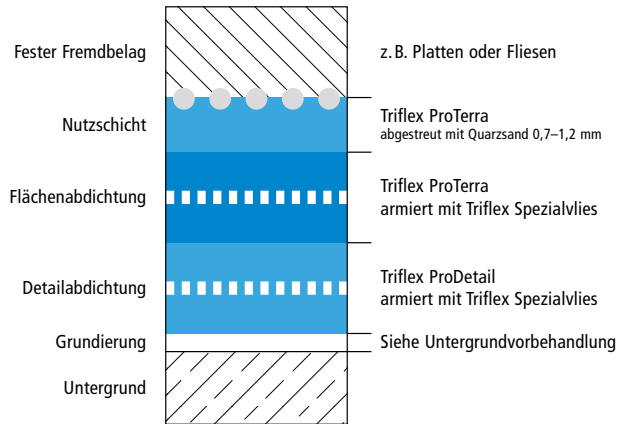 Fester Fremdbelag
z. B. Platten oder Fliesen
Nutzschicht
Triflex ProTerra
abgestreut mit Quarzsand 0,7–1,2 mm
Flächenabdichtung
Triflex ProTerra
armiert mit Triflex Spezialvlies
Detailabdichtung
Triflex ProDetail
armiert mit Triflex Spezialvlies
Grundierung
Siehe Untergrundvorbehandlung
Untergrund